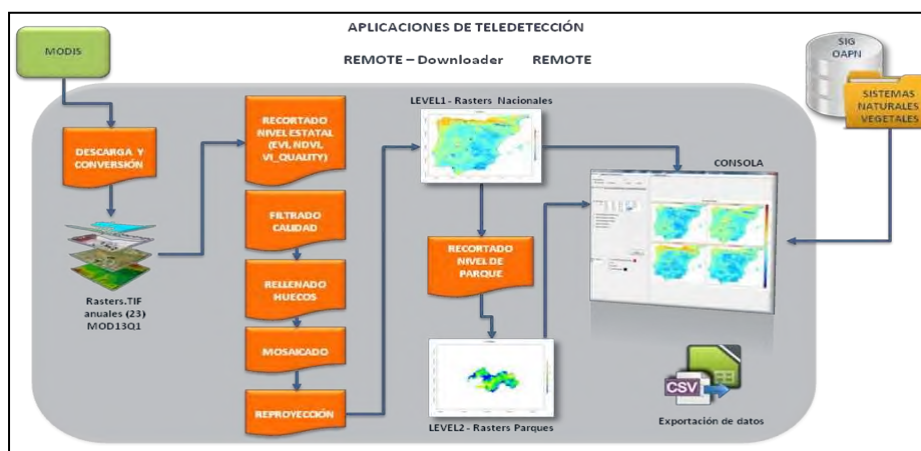 APLICACIONES DE TELEDETECCIÓN
REMOTE – Downloader REMOTE
MODIS
SIG
OAPN
SISTEMAS
NATURALES
VEGETALES
DESCARGA Y
CONVERSIÓN
Rasters.TIF
anuales (23)
MOD13Q1
RECORTADO
NIVEL ESTATAL
(EVI, NDVI,
VI_QUALITY)
FILTRADO
CALIDAD
RELLENADO
HUECOS
MOSAICADO
REPROYECCIÓN
LEVEL1 - Rasters Nacionales
RECORTADO
NIVEL DE
PARQUE
LEVEL2 - Rasters Parques
CONSOLA
CSV
Exportación de datos